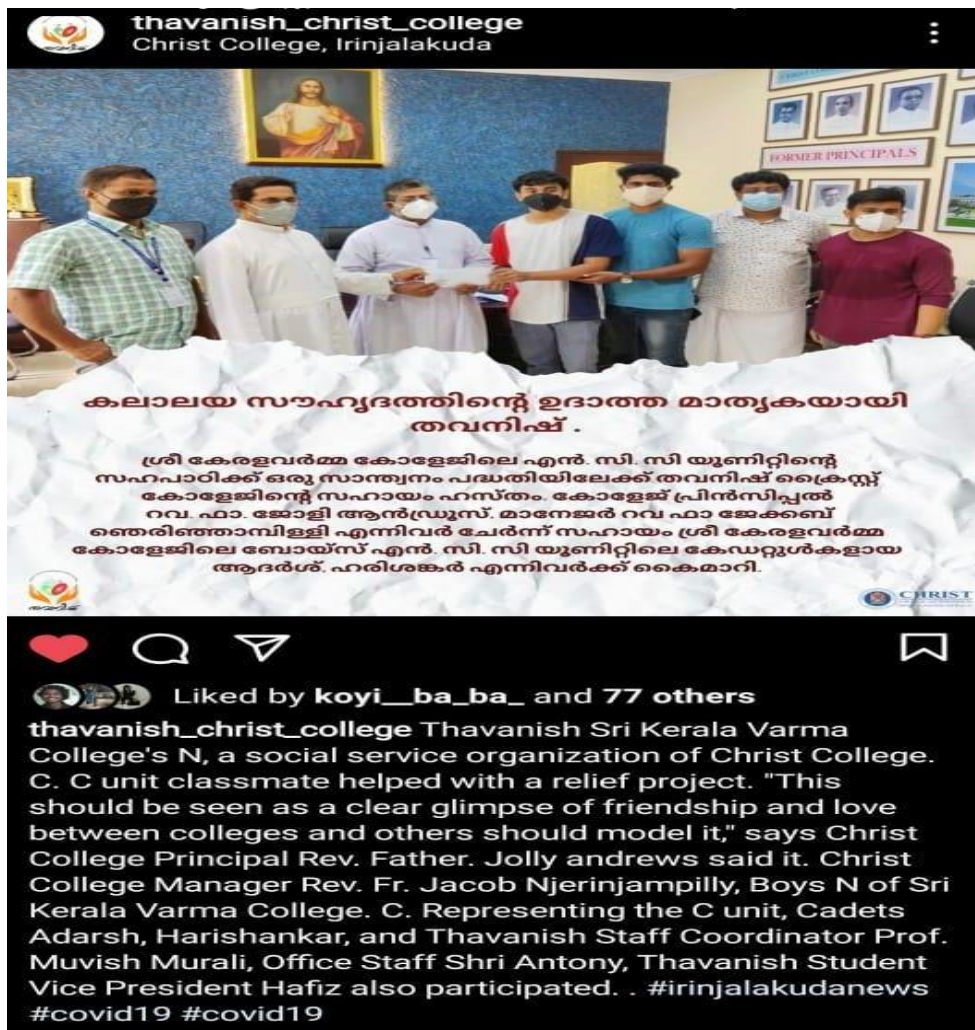 thavanish_christ_college
Christ College, Irinjalakuda
FORMER PRINCIPALS
കലാലയ സൗഹൃദത്തിന്റെ ഉദാത്ത മാതൃകയായി
തവനിഷ് .
ശ്രീ കേരളവർമ്മ കോളേജിലെ എൻ. സി. സി യൂണിറ്റിന്റെ
സഹപാഠിക്ക് ഒരു സാന്ത്വനം പദ്ധതിയിലേക്ക് തവനിഷ് ക്രൈസ്റ്റ്
കോളേജിന്റെ സഹായം ഹസ്തം. കോളേജ് പ്രിൻസിപ്പൽ
റവ. ഫാ. ജോളി ആൻഡ്രൂസ്. മാനേജർ റവ ഫാ ജേക്കബ്
ഞെരിഞ്ഞാമ്പിള്ളി എന്നിവർ ചേർന്ന് സഹായം ശ്രീ കേരളവർമ്മ
കോളേജിലെ ബോയ്സ് എൻ. സി. സി യൂണിറ്റിലെ കേഡറ്റുൾകളായ
ആദർശ്, ഹരിശങ്കർ എന്നിവർക്ക് കൈമാറി.
CHRIST
Liked by koyi__ba_ba_ and 77 others
thavanish_christ_college Thavanish Sri Kerala Varma
College's N, a social service organization of Christ College.
C. C unit classmate helped with a relief project. "This
should be seen as a clear glimpse of friendship and love
between colleges and others should model it," says Christ
College Principal Rev. Father. Jolly andrews said it. Christ
College Manager Rev. Fr. Jacob Njerinjampilly, Boys N of Sri
Kerala Varma College. C. Representing the C unit, Cadets
Adarsh, Harishankar, and Thavanish Staff Coordinator Prof.
Muvish Murali, Office Staff Shri Antony, Thavanish Student
Vice President Hafiz also participated. . #irinjalakudanews
#covid19 #covid19